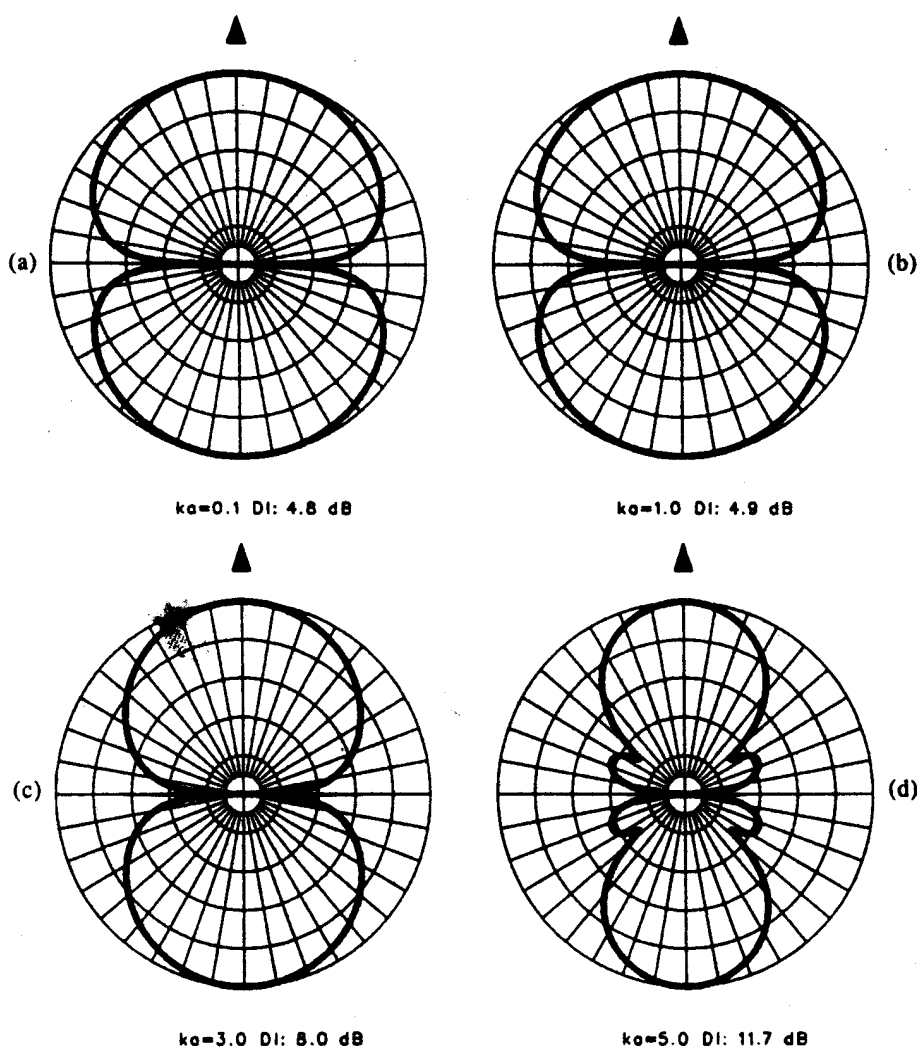 (a)
(b)
ka=0.1 DI: 4.8 dB
ka=1.0 DI: 4.9 dB
(c)
(d)
ka=3.0 DI: 8.0 dB
ka=5.0 DI: 11.7 dB